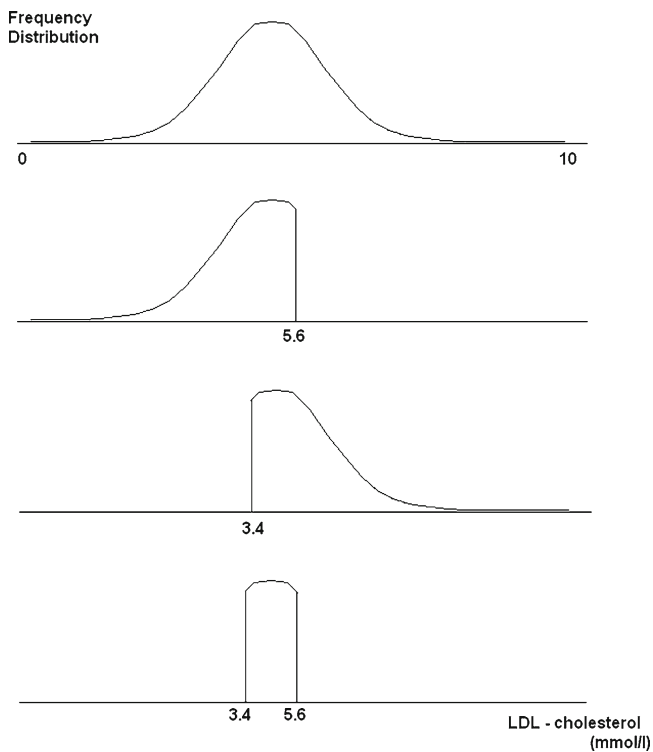 Frequency
Distribution
0 10
5.6
3.4
3.4 5.6
LDL - cholesterol
(mmol/l)